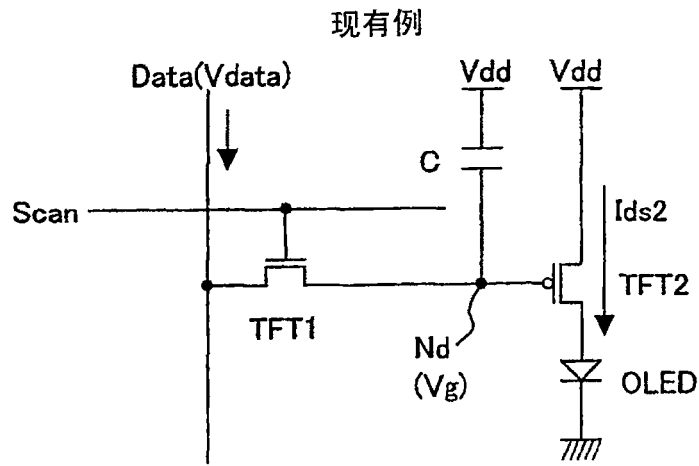 现有例
Data(Vdata)
Vdd
Vdd
C
Scan
Ids2
TFT2
TFT1
Nd
(Vg)
OLED